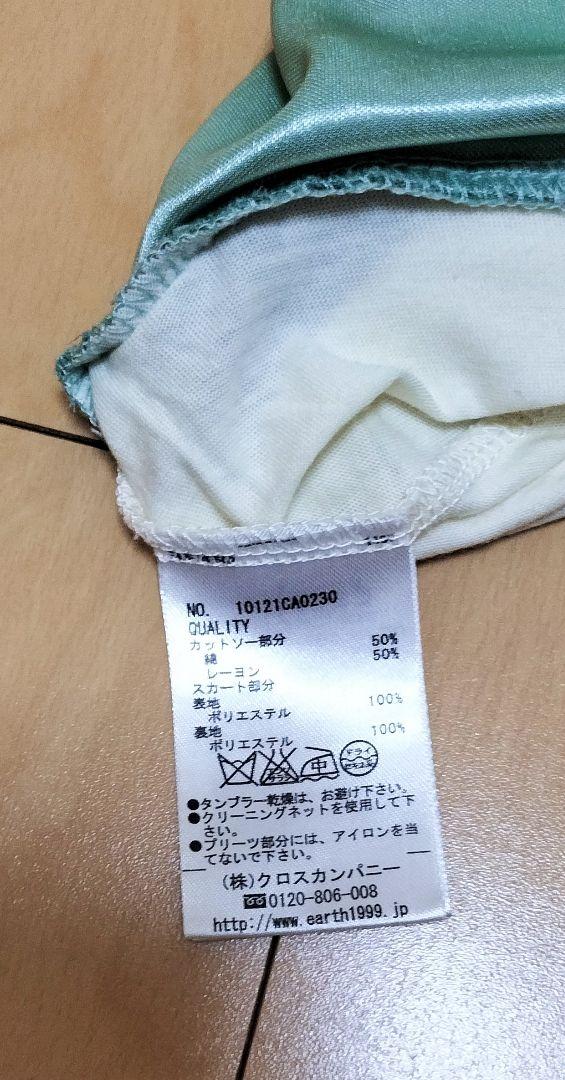 NO. 10121CA0230
QUALITY
カットソー部分
綿 50%
レーヨン 50%
スカート部分
表地
ポリエステル 100%
裏地
ポリエステル 100%
中
ドライ
●タンブラー乾燥は、お避け下さい。
●クリーニングネットを使用して下
さい。
●プリーツ部分には、アイロンを当
てないで下さい。
(株)クロスカンパニー
0120-806-008
http://www.earth1999.jp